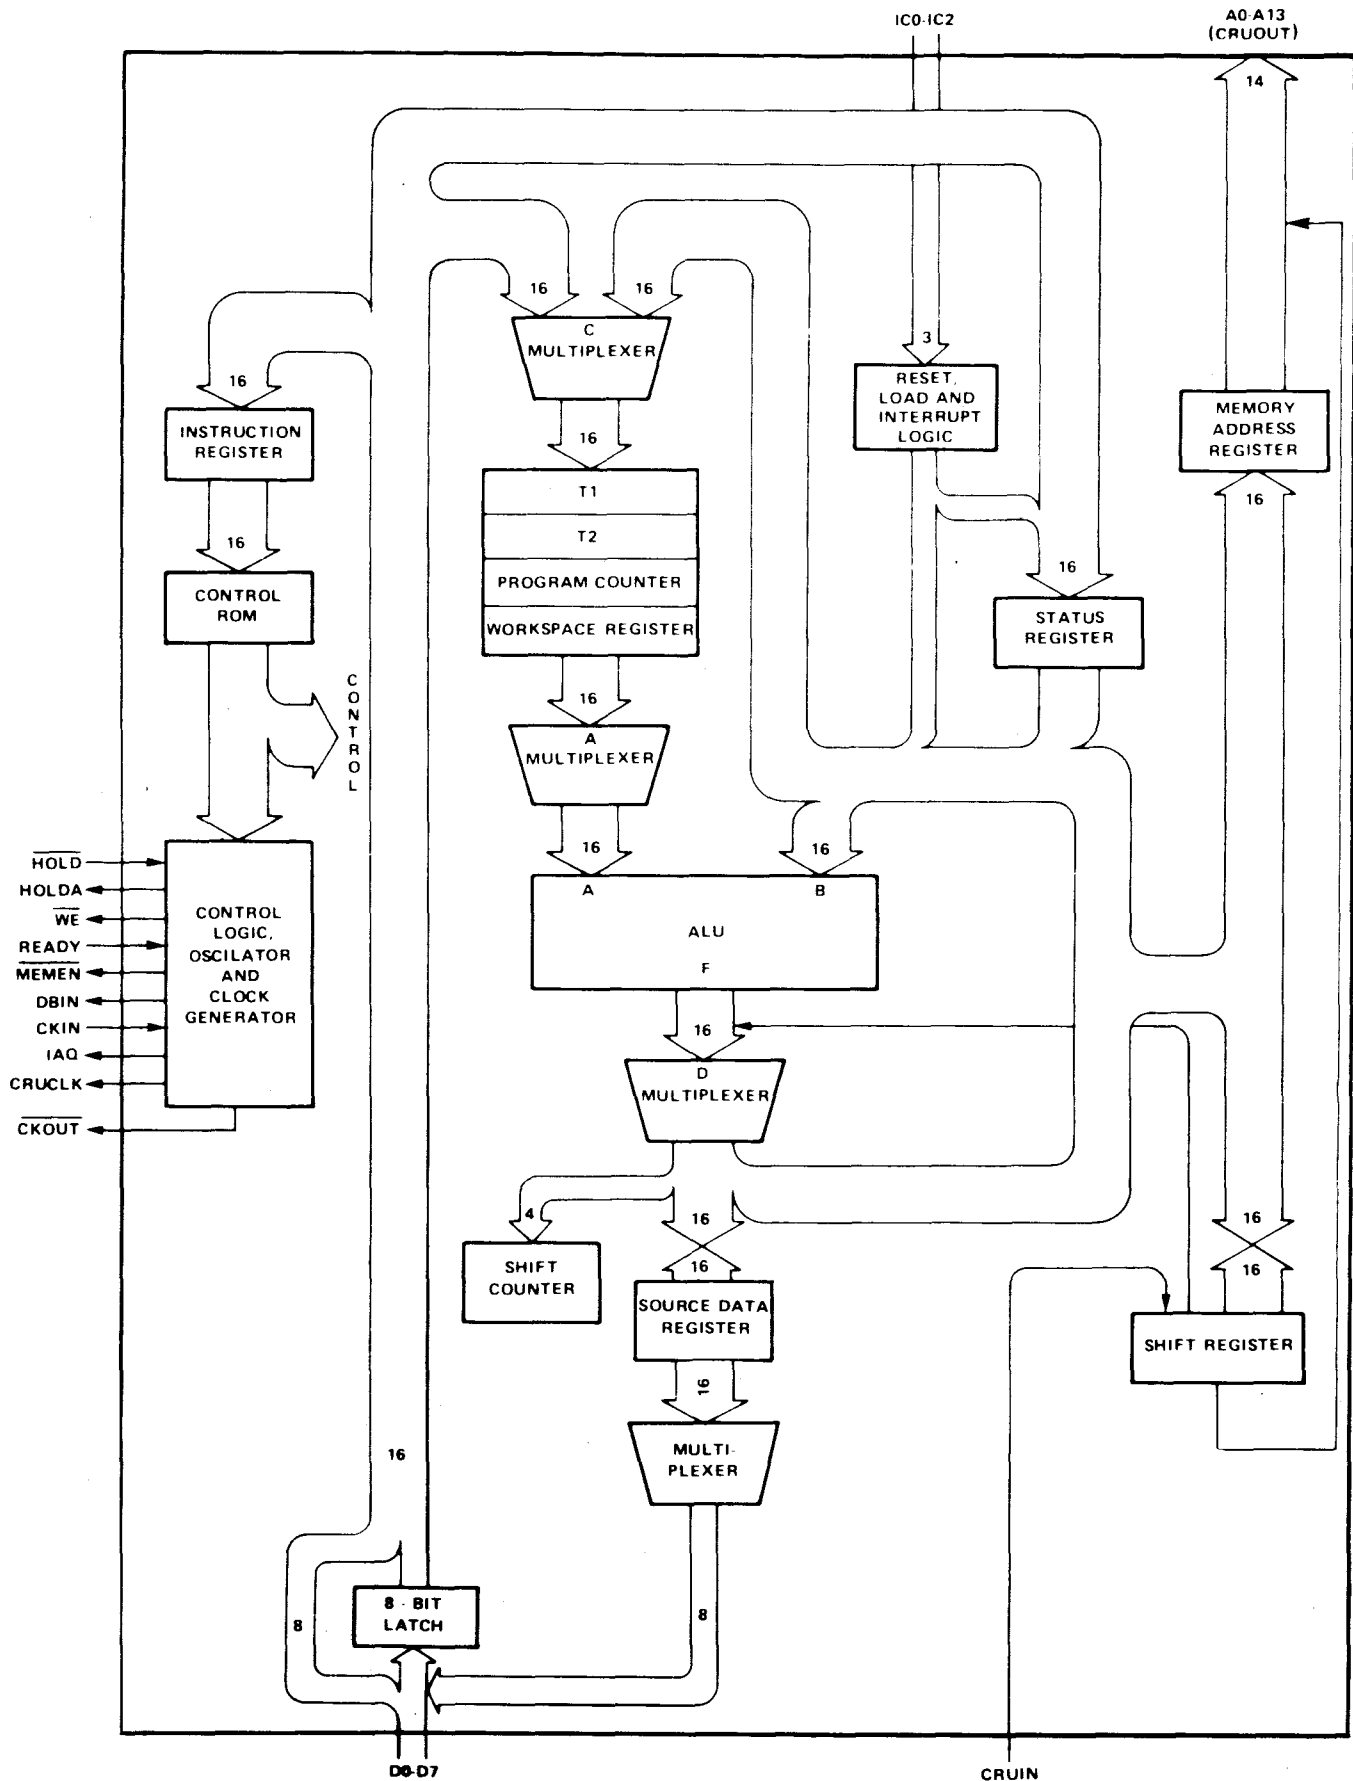 IC0-IC2
A0-A13
(CRUOUT)
14
16
16
C
MULTIPLEXER
3
16
RESET,
LOAD AND
INTERRUPT
LOGIC
MEMORY
ADDRESS
REGISTER
INSTRUCTION
REGISTER
16
16
T1
T2
PROGRAM COUNTER
WORKSPACE REGISTER
16
CONTROL
ROM
16
STATUS
REGISTER
CONTROL
16
A
MULTIPLEXER
16
16
A
B
ALU
F
HOLD
HOLDA
WE
READY
MEMEN
DBIN
CKIN
IAQ
CRUCLK
CKOUT
CONTROL
LOGIC,
OSCILATOR
AND
CLOCK
GENERATOR
16
D
MULTIPLEXER
4
16
16
16
16
SHIFT
COUNTER
SOURCE DATA
REGISTER
SHIFT REGISTER
16
MULTI-
PLEXER
16
8 - BIT
LATCH
8
8
D0-D7
CRUIN